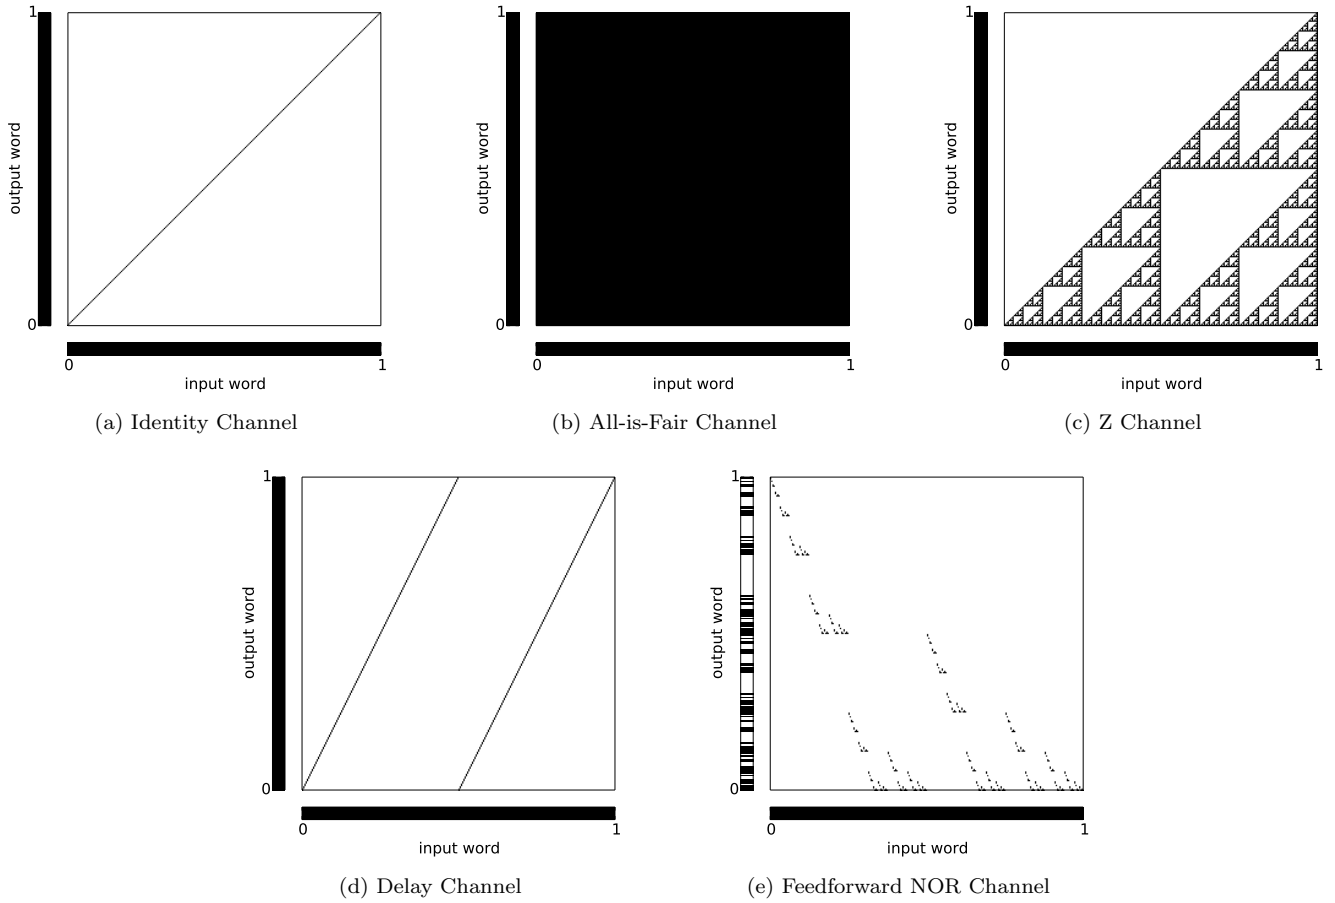 1
output word
0
0 1
input word
(a) Identity Channel
1
output word
0
0 1
input word
(b) All-is-Fair Channel
1
output word
0
0 1
input word
(c) Z Channel
1
output word
0
0 1
input word
(d) Delay Channel
1
output word
0
0 1
input word
(e) Feedforward NOR Channel